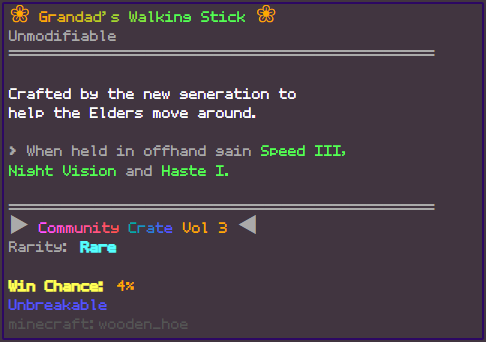 ❀ Grandad's Walking Stick ❀
Unmodifiable
Crafted by the new generation to
help the Elders move around.
> When held in offhand gain Speed III,
Night Vision and Haste I.
▶ Community Crate Vol 3 ◀
Rarity: Rare
Win Chance: 4%
Unbreakable
minecraft:wooden_hoe